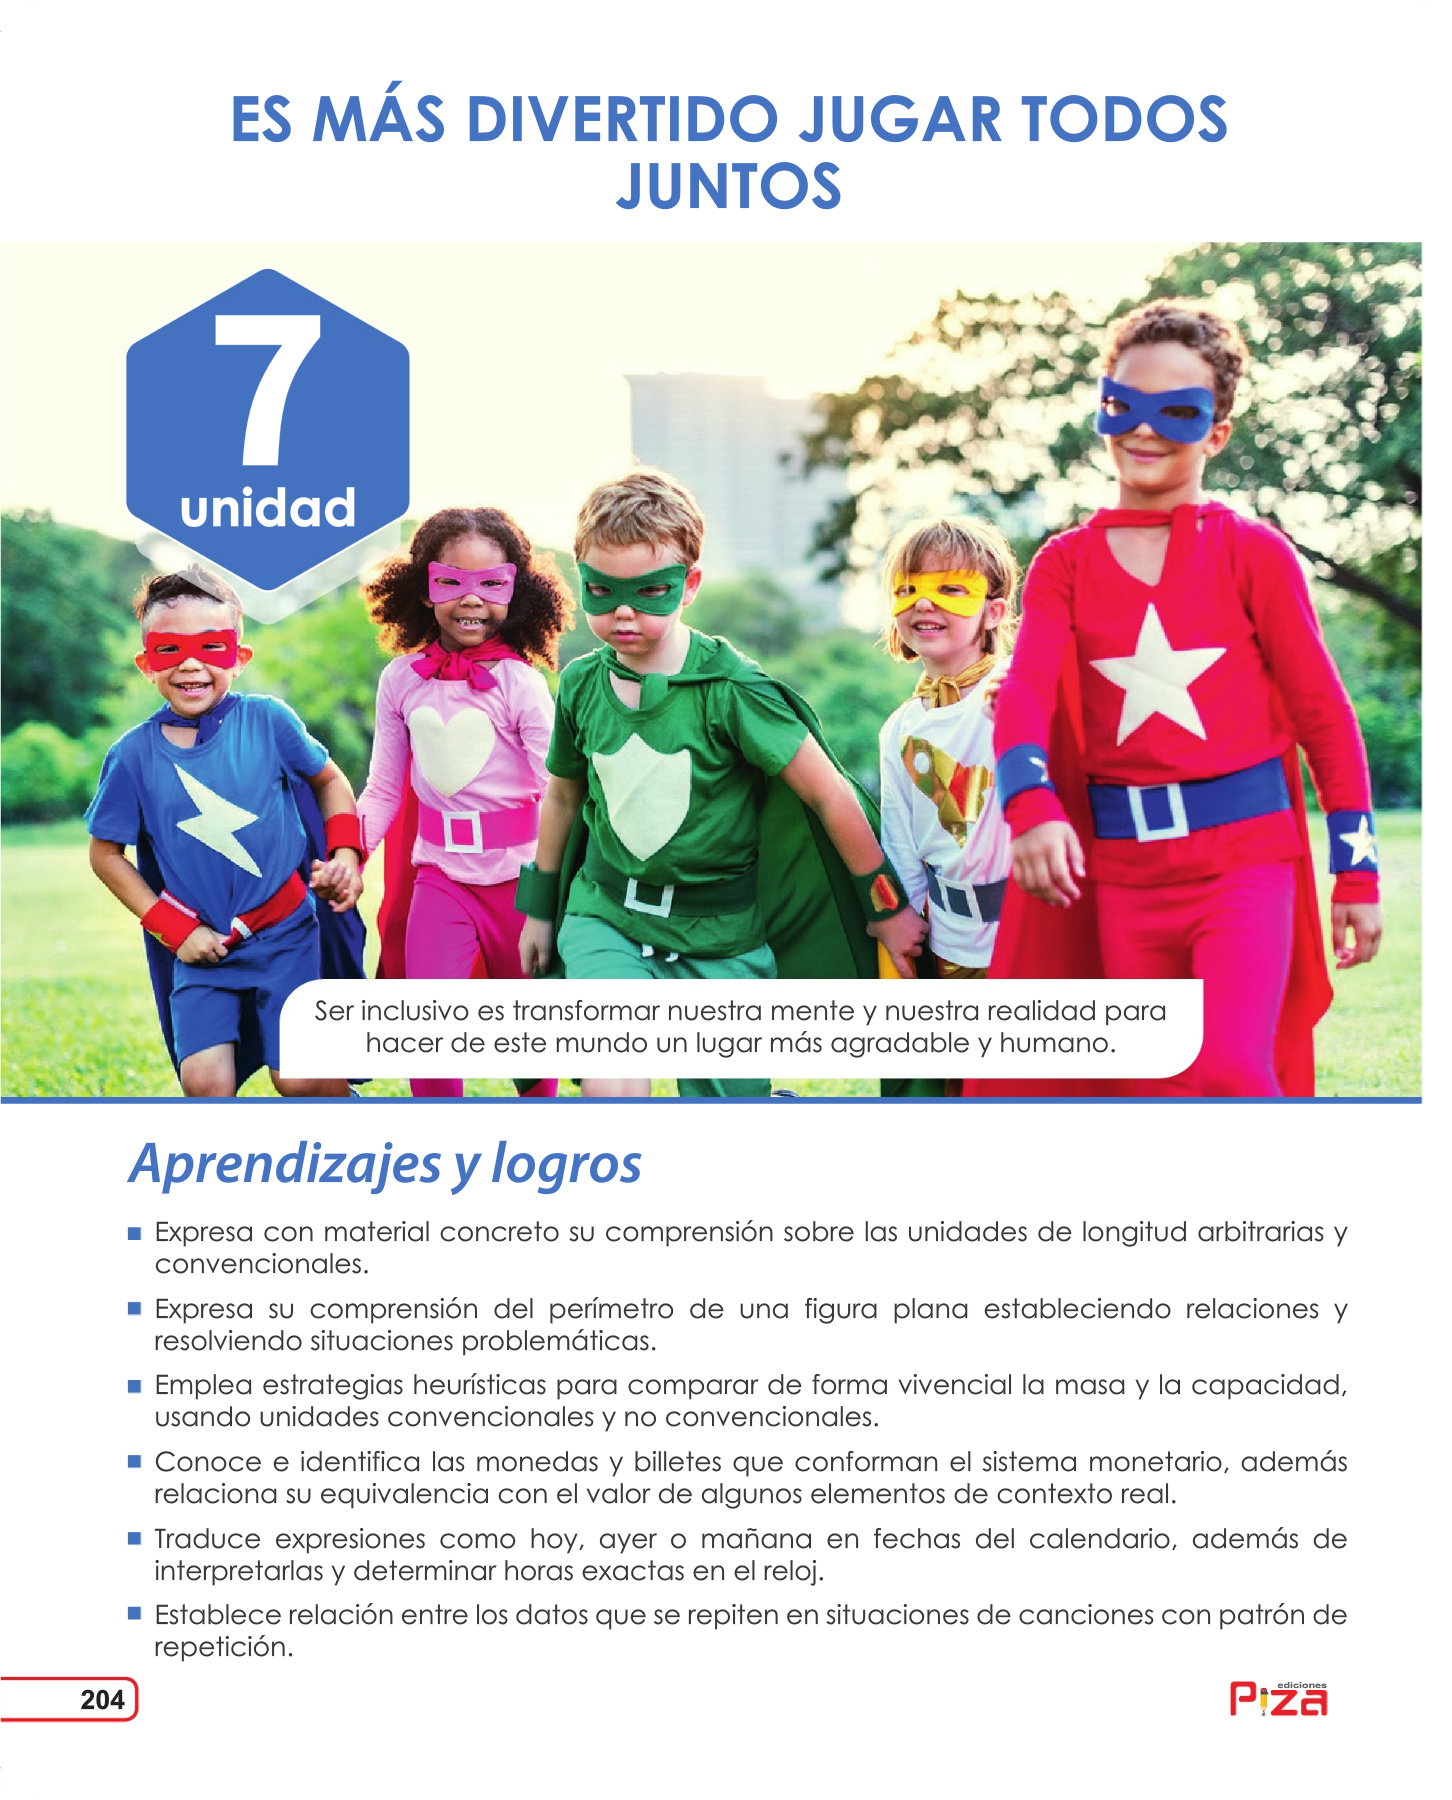 ES MÁS DIVERTIDO JUGAR TODOS
JUNTOS
7
unidad
Ser inclusivo es transformar nuestra mente y nuestra realidad para
hacer de este mundo un lugar más agradable y humano.
Aprendizajes y logros
Expresa con material concreto su comprensión sobre las unidades de longitud arbitrarias y
convencionales.
Expresa su comprensión del perímetro de una figura plana estableciendo relaciones y
resolviendo situaciones problemáticas.
Emplea estrategias heurísticas para comparar de forma vivencial la masa y la capacidad,
usando unidades convencionales y no convencionales.
Conoce e identifica las monedas y billetes que conforman el sistema monetario, además
relaciona su equivalencia con el valor de algunos elementos de contexto real.
Traduce expresiones como hoy, ayer o mañana en fechas del calendario, además de
interpretarlas y determinar horas exactas en el reloj.
Establece relación entre los datos que se repiten en situaciones de canciones con patrón de
repetición.
204
ediciones
Piza